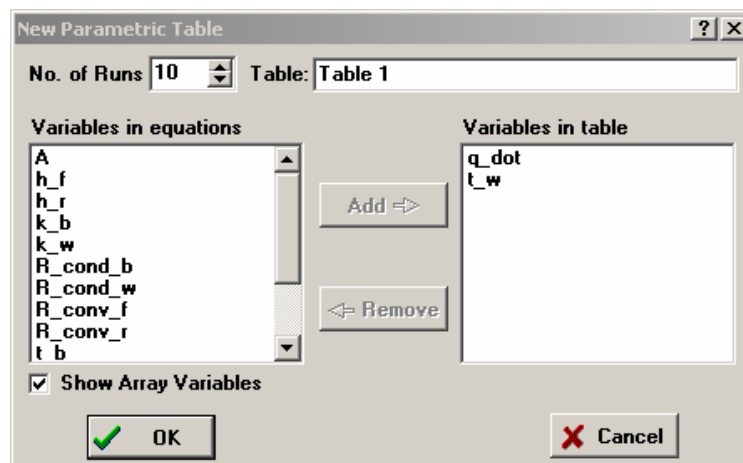 New Parametric Table
No. of Runs 10 Table: Table 1
Variables in equations
A
h_f
h_r
k_b
k_w
R_cond_b
R_cond_w
R_conv_f
R_conv_r
t_b
Add
Remove
Variables in table
q_dot
t_w
Show Array Variables
OK
Cancel